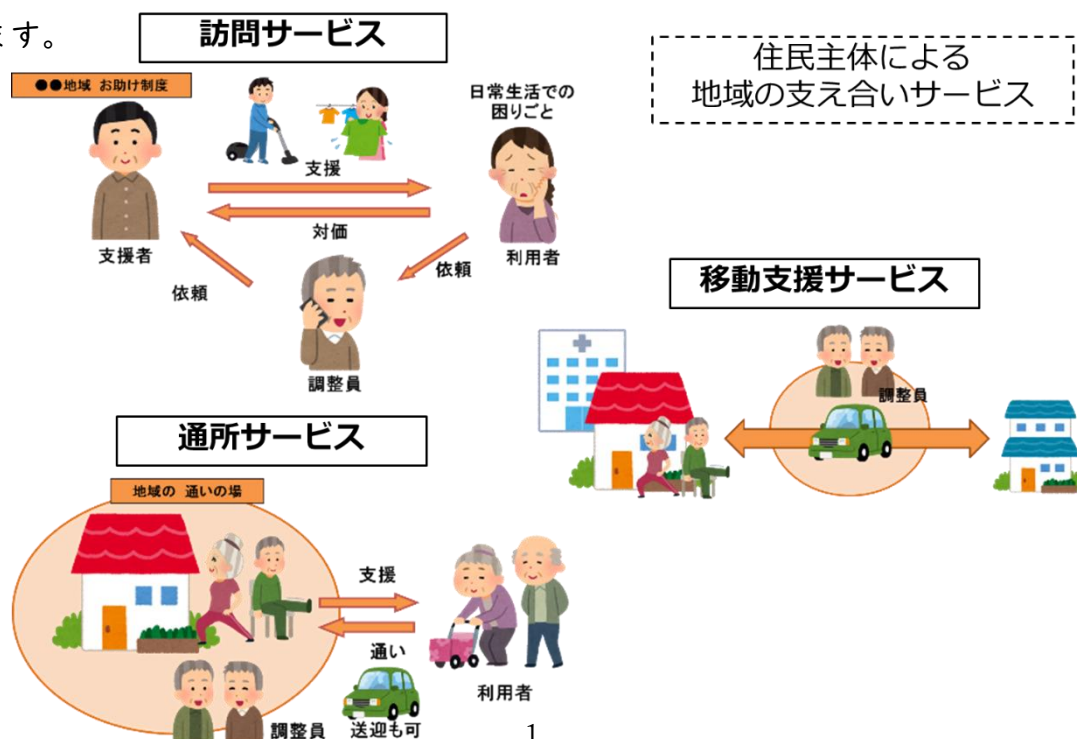 ます。
訪問サービス
住民主体による
地域の支え合いサービス
●●地域 お助け制度
日常生活での
困りごと
支援
対価
支援者
利用者
依頼
依頼
調整員
移動支援サービス
調整員
通所サービス
地域の 通いの場
支援
通い
利用者
調整員
送迎も可
1